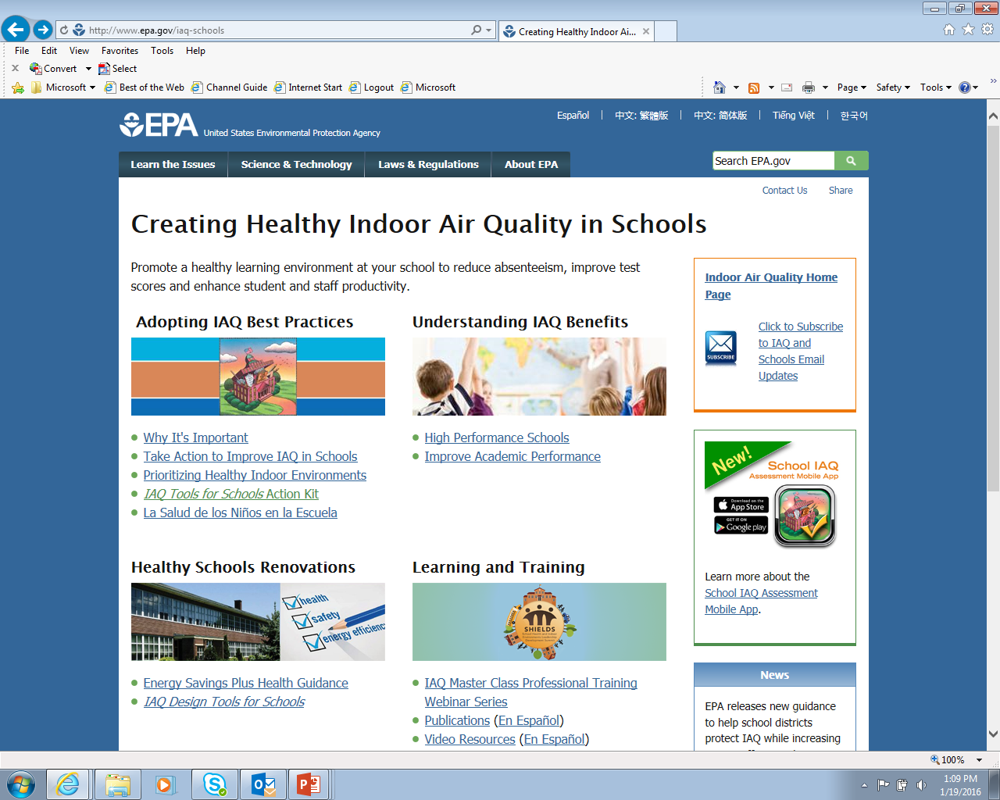 http://www.epa.gov/iaq-schools
Creating Healthy Indoor Ai...
File Edit View Favorites Tools Help
Convert Select
Microsoft Best of the Web Channel Guide Internet Start Logout Microsoft
Page Safety Tools
EPA United States Environmental Protection Agency
Español | 中文: 繁體版 | 中文: 简体版 | Tiếng Việt | 한국어
Learn the Issues Science & Technology Laws & Regulations About EPA
Search EPA.gov
Contact Us Share
Creating Healthy Indoor Air Quality in Schools
Promote a healthy learning environment at your school to reduce absenteeism, improve test
scores and enhance student and staff productivity.
Adopting IAQ Best Practices
Why It's Important
Take Action to Improve IAQ in Schools
Prioritizing Healthy Indoor Environments
IAQ Tools for Schools Action Kit
La Salud de los Niños en la Escuela
Understanding IAQ Benefits
High Performance Schools
Improve Academic Performance
Healthy Schools Renovations
health
safety
energy efficienc
Energy Savings Plus Health Guidance
IAQ Design Tools for Schools
Learning and Training
SHIELDS
IAQ Master Class Professional Training
Webinar Series
Publications (En Español)
Video Resources (En Español)
Indoor Air Quality Home
Page
SUBSCRIBE
Click to Subscribe
to IAQ and
Schools Email
Updates
New!
School IAQ
Assessment Mobile App
Download on the
App Store
GET IT ON
Google play
Learn more about the
School IAQ Assessment
Mobile App.
News
EPA releases new guidance
to help school districts
protect IAQ while increasing
100%
1:09 PM
1/19/2016